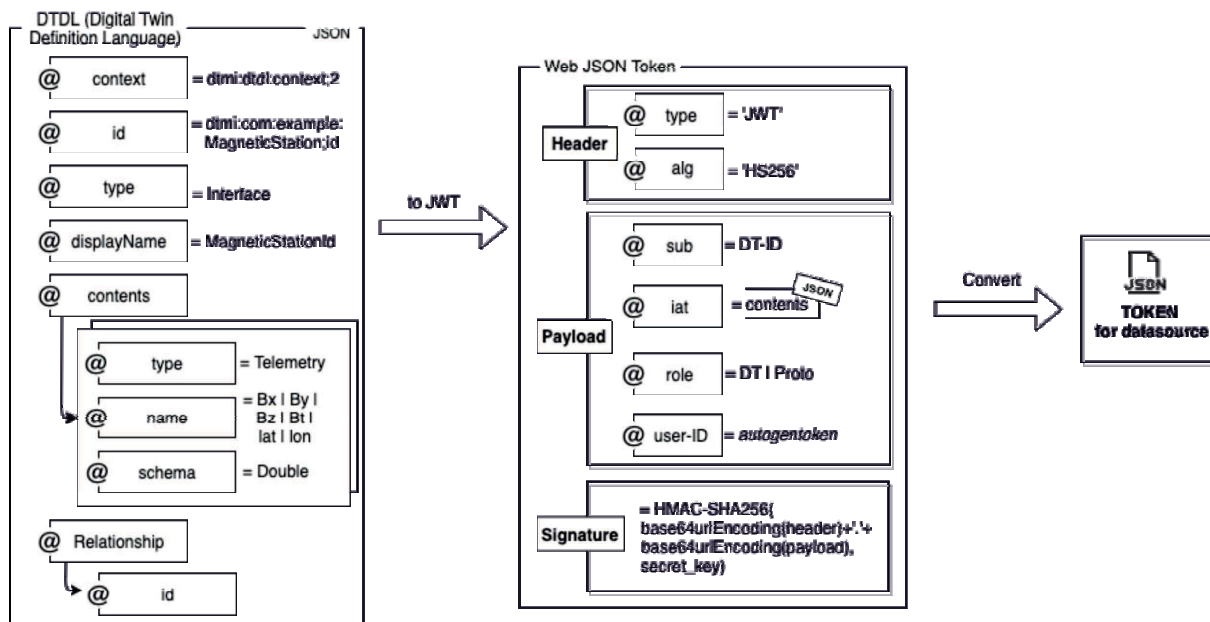 DTDL (Digital Twin
Definition Language)
JSON
@ context = dtmi:dtdl:context;2
@ id = dtmi:com:example:
MagneticStation;id
@ type = Interface
@ displayName = MagneticStationId
@ contents
@ type = Telemetry
@ name = Bx | By |
Bz | Bt |
lat | lon
@ schema = Double
@ Relationship
@ id
to JWT
Web JSON Token
Header
@ type = 'JWT'
@ alg = 'HS256'
Payload
@ sub = DT-ID
@ iat = contents
JSON
@ role = DT | Proto
@ user-ID = autogentoken
Signature
= HMAC-SHA256(
base64urlEncoding(header)+'.'+
base64urlEncoding(payload),
secret_key)
Convert
JSON
TOKEN
for datasource